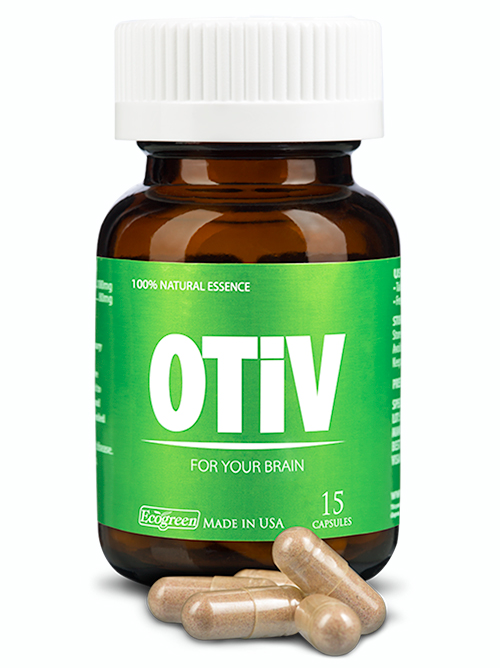 100% NATURAL ESSENCE
OTiV
FOR YOUR BRAIN
Ecogreen
MADE IN USA
15
CAPSULES